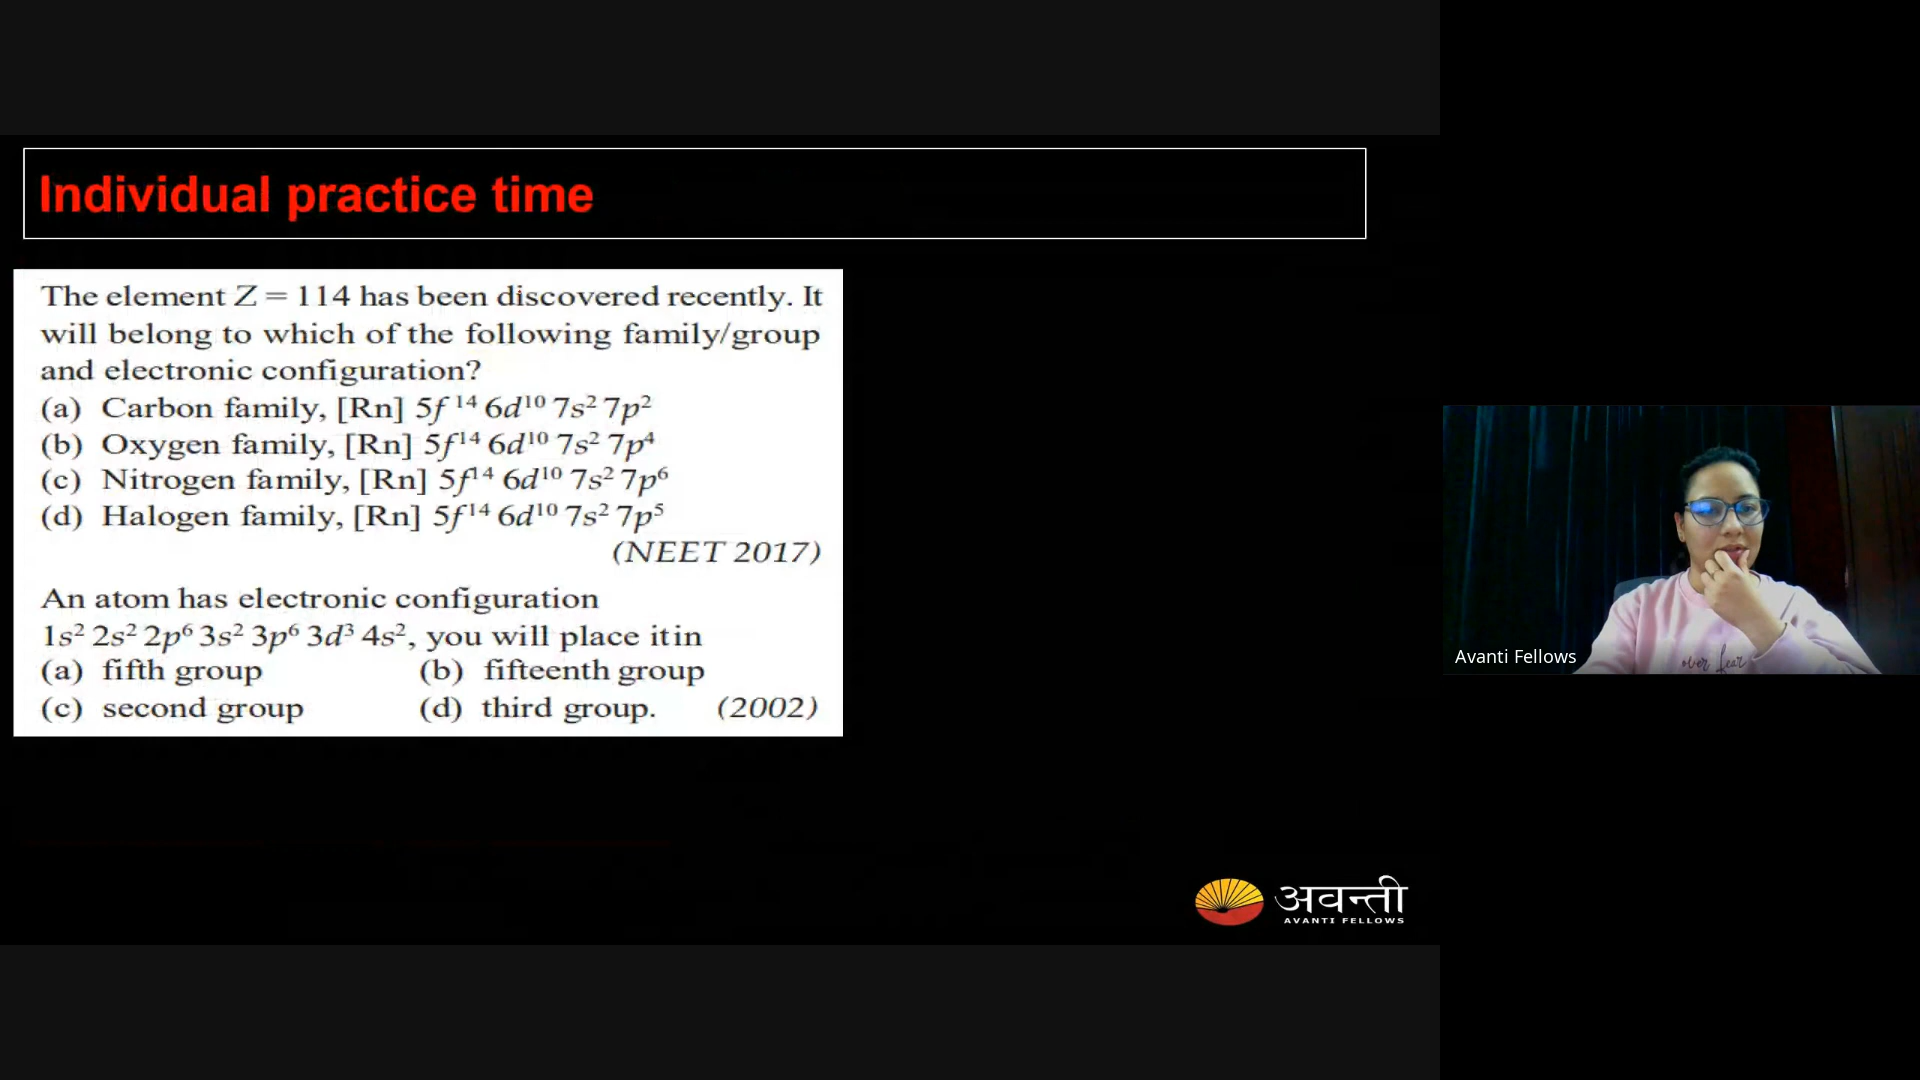 Individual practice time
The element Z = 114 has been discovered recently. It
will belong to which of the following family/group
and electronic configuration?
(a) Carbon family, [Rn] 5f¹⁴ 6d¹⁰ 7s² 7p²
(b) Oxygen family, [Rn] 5f¹⁴ 6d¹⁰ 7s² 7p⁴
(c) Nitrogen family, [Rn] 5f¹⁴ 6d¹⁰ 7s² 7p⁶
(d) Halogen family, [Rn] 5f¹⁴ 6d¹⁰ 7s² 7p⁵
(NEET 2017)
An atom has electronic configuration
1s² 2s² 2p⁶ 3s² 3p⁶ 3d³ 4s², you will place it in
(a) fifth group (b) fifteenth group
(c) second group (d) third group. (2002)
over fear
Avanti Fellows
अवन्ती
AVANTI FELLOWS